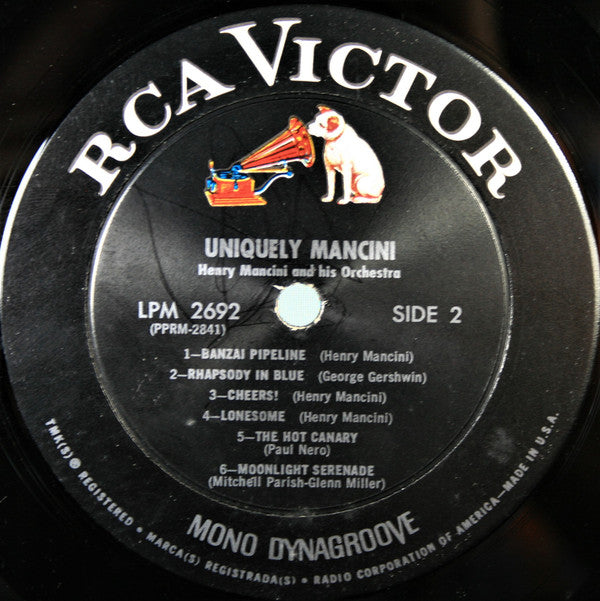 RCA VICTOR
UNIQUELY MANCINI
Henry Mancini and his Orchestra
LPM 2692
(PPRM-2841)
SIDE 2
1—BANZAI PIPELINE (Henry Mancini)
2—RHAPSODY IN BLUE (George Gershwin)
3—CHEERS! (Henry Mancini)
4—LONESOME (Henry Mancini)
5—THE HOT CANARY
(Paul Nero)
6—MOONLIGHT SERENADE
(Mitchell Parish-Glenn Miller)
MONO DYNAGROOVE
TMK(S) ® REGISTERED • MARCA(S) REGISTRADA(S) • RADIO CORPORATION OF AMERICA—MADE IN U.S.A.